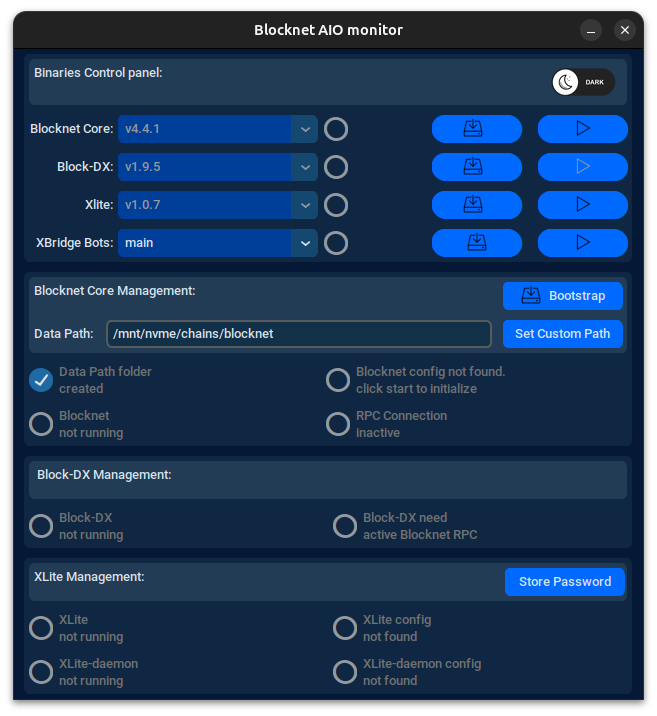 Blocknet AIO monitor
Binaries Control panel:
DARK
Blocknet Core: v4.4.1
Block-DX: v1.9.5
Xlite: v1.0.7
XBridge Bots: main
Blocknet Core Management:
Bootstrap
Data Path: /mnt/nvme/chains/blocknet Set Custom Path
Data Path folder
created
Blocknet config not found.
click start to initialize
Blocknet
not running
RPC Connection
inactive
Block-DX Management:
Block-DX
not running
Block-DX need
active Blocknet RPC
XLite Management:
Store Password
XLite
not running
XLite config
not found
XLite-daemon
not running
XLite-daemon config
not found